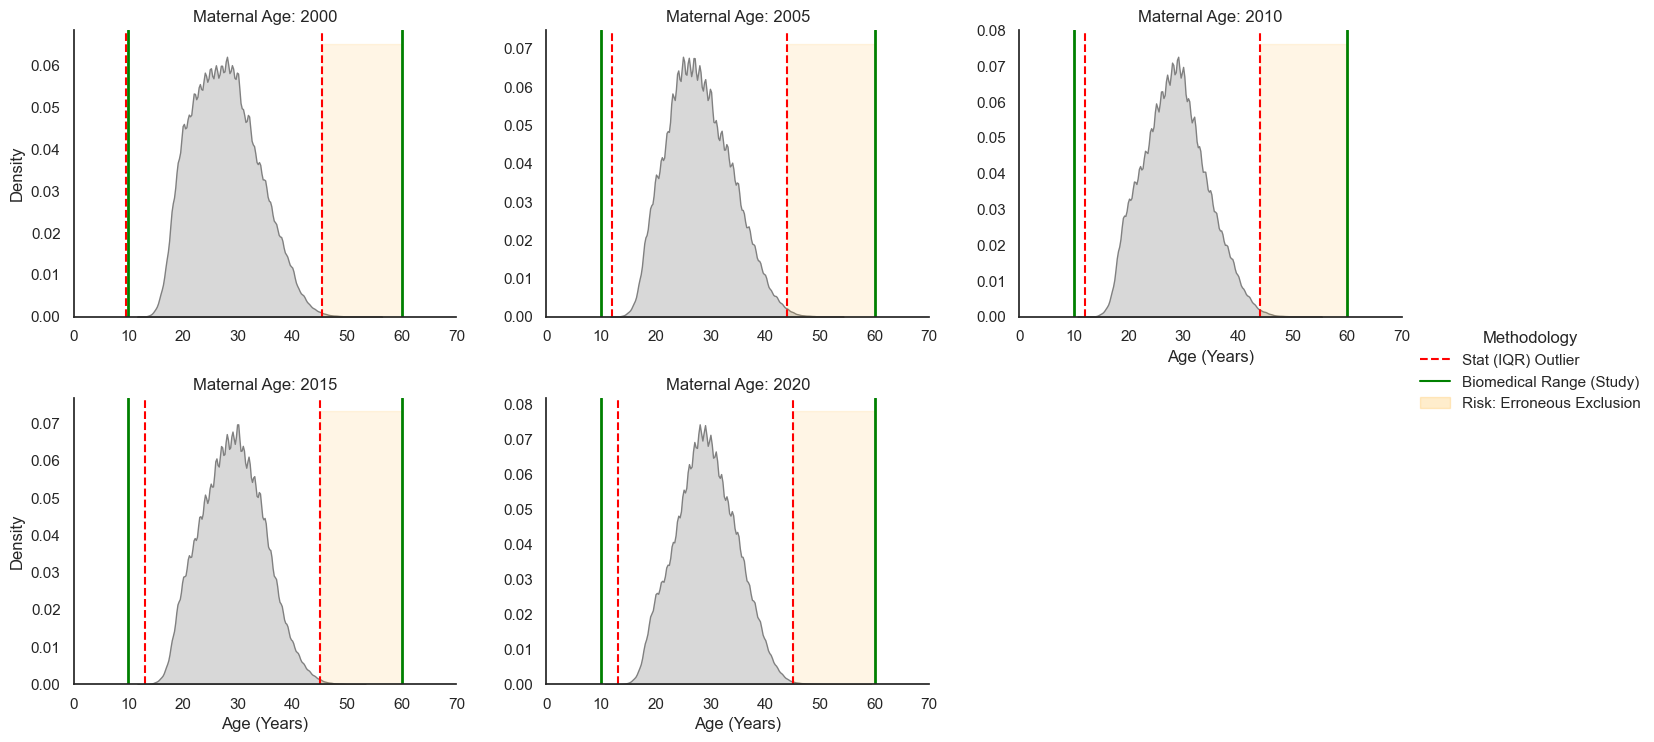 Maternal Age: 2000
Density
0.06
0.05
0.04
0.03
0.02
0.01
0.00
0 10 20 30 40 50 60 70
Maternal Age: 2005
0.07
0.06
0.05
0.04
0.03
0.02
0.01
0.00
0 10 20 30 40 50 60 70
Maternal Age: 2010
0.08
0.07
0.06
0.05
0.04
0.03
0.02
0.01
0.00
0 10 20 30 40 50 60 70
Age (Years)
Methodology
Stat (IQR) Outlier
Biomedical Range (Study)
Risk: Erroneous Exclusion
Maternal Age: 2015
Density
0.07
0.06
0.05
0.04
0.03
0.02
0.01
0.00
0 10 20 30 40 50 60 70
Age (Years)
Maternal Age: 2020
0.08
0.07
0.06
0.05
0.04
0.03
0.02
0.01
0.00
0 10 20 30 40 50 60 70
Age (Years)